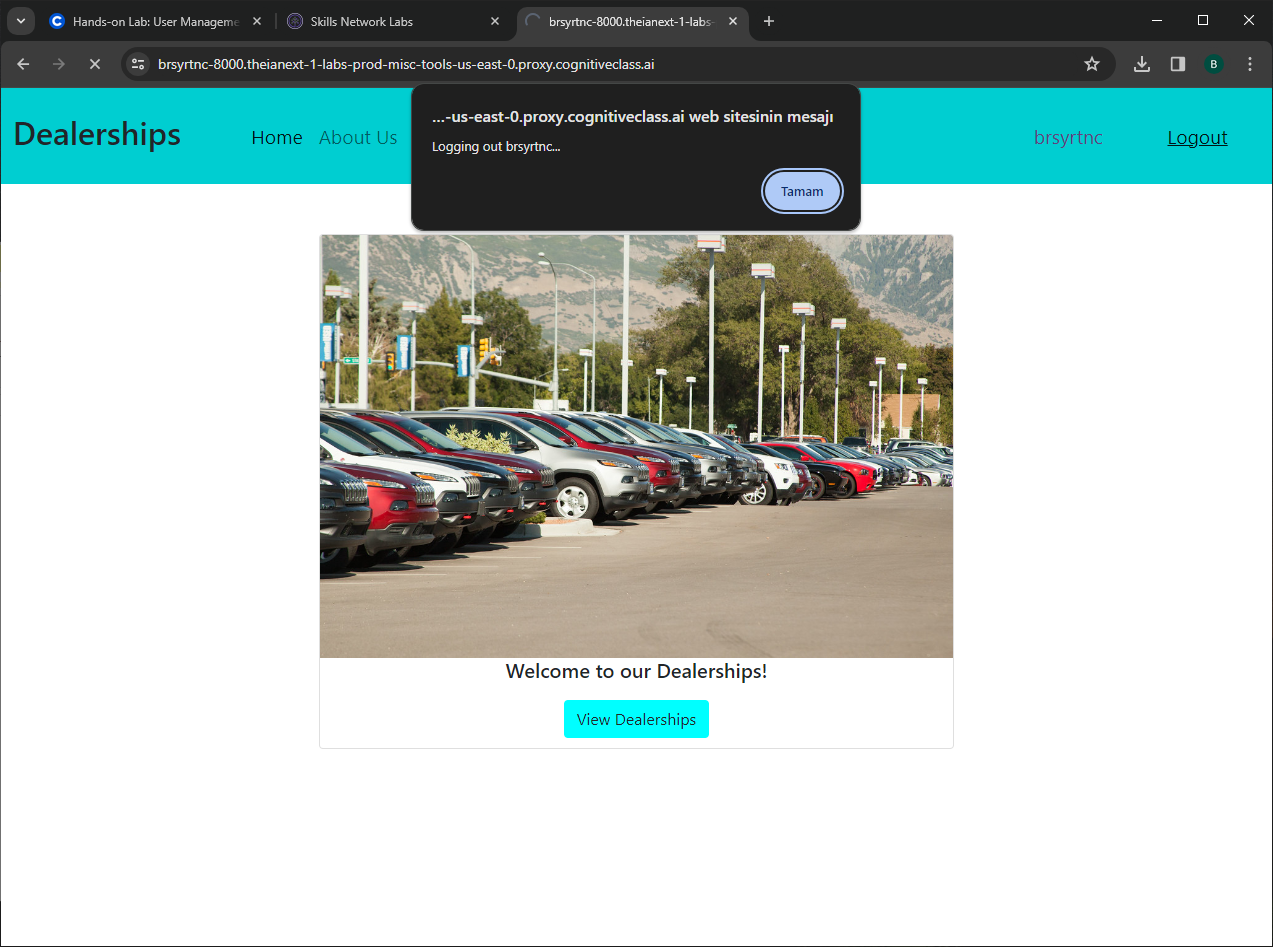 Hands-on Lab: User Manageme
Skills Network Labs
brsyrtnc-8000.theianext-1-labs-
brsyrtnc-8000.theianext-1-labs-prod-misc-tools-us-east-0.proxy.cognitiveclass.ai
B
...-us-east-0.proxy.cognitiveclass.ai web sitesinin mesajı
Logging out brsyrtnc...
Tamam
Dealerships
Home
About Us
brsyrtnc
Logout
Welcome to our Dealerships!
View Dealerships